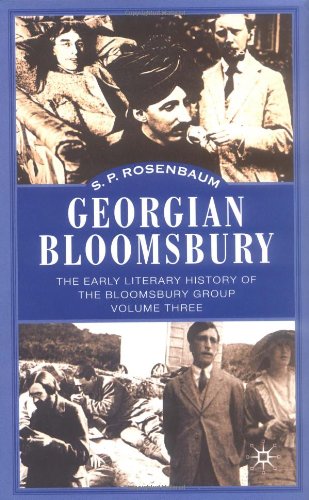 S. P. ROSENBAUM
GEORGIAN
BLOOMSBURY
THE EARLY LITERARY HISTORY OF
THE BLOOMSBURY GROUP
VOLUME THREE